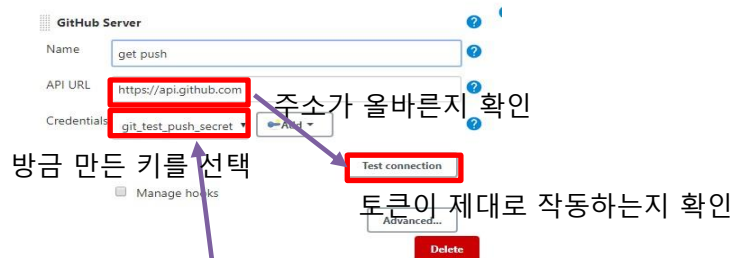 GitHub Server
Name
get push
API URL
https://api.github.com
주소가 올바른지 확인
Credentials
git_test_push_secret
Add
방금 만든 키를 선택
Test connection
Manage hooks
토큰이 제대로 작동하는지 확인
Advanced...
Delete